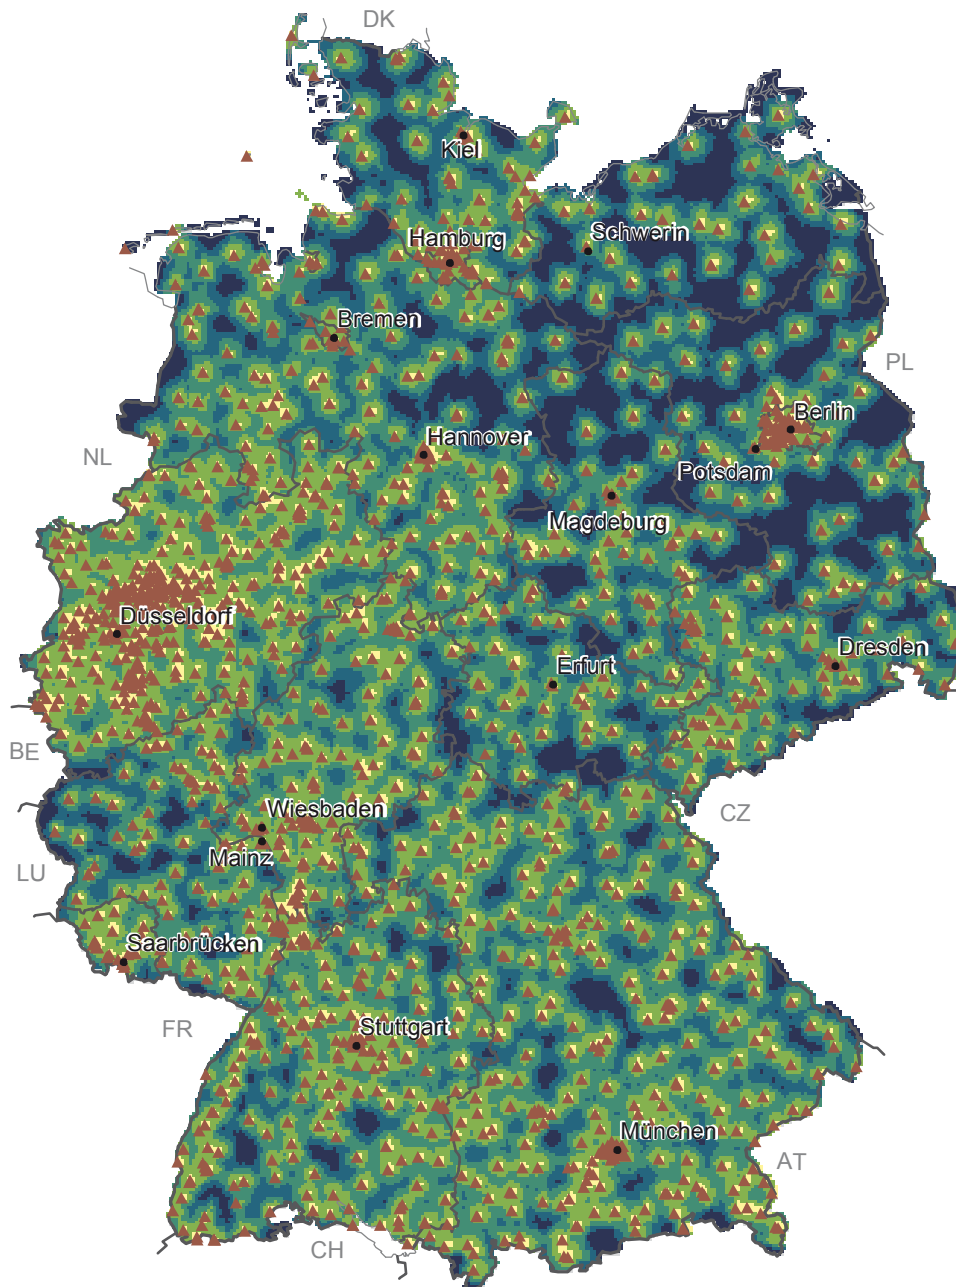 DK
Kiel
Schwerin
Hamburg
Bremen
PL
Berlin
Hannover
NL
Potsdam
Magdeburg
Düsseldorf
Dresden
Erfurt
BE
Wiesbaden
CZ
Mainz
LU
Saarbrücken
FR
Stuttgart
München
AT
CH